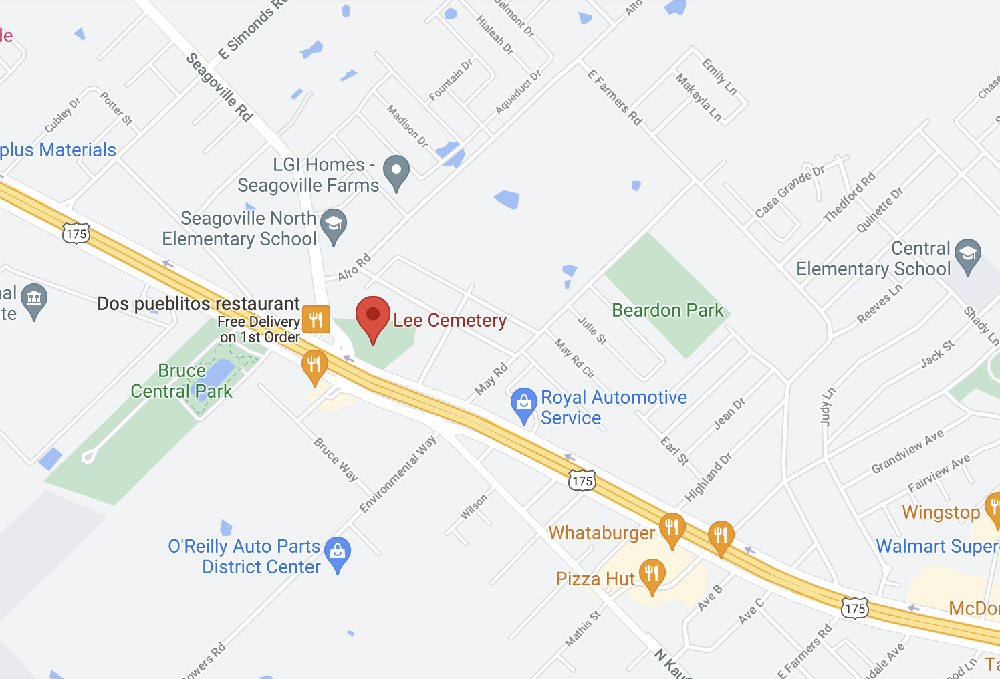 E Simonds Rd
Belmont Dr
Alto
Hialeah Dr
Seagoville Rd
Fountain Dr
Aqueduct Dr
E Farmers Rd
Emily Ln
Makayla Ln
Chase
Cubley Dr
Potter St
Madison Dr
plus Materials
LGI Homes -
Seagoville Farms
Casa Grande Dr
Thedford Rd
Quinette Dr
175
Seagoville North
Elementary School
Central
Elementary School
Alto Rd
Reeves Ln
Dos pueblitos restaurant
Free Delivery
on 1st Order
Lee Cemetery
Beardon Park
Julie St
Shady Ln
May Rd Cir
Jack St
Bruce
Central Park
May Rd
Royal Automotive
Service
Jean Dr
Judy Ln
Bruce Way
Environmental Way
Earl St
Highland Dr
Grandview Ave
Fairview Ave
175
Wilson
Whataburger
Wingstop
O'Reilly Auto Parts
District Center
Walmart Super
Pizza Hut
Ave B
Ave C
175
McDon
Mathis St
owers Rd
N Kau
E Farmers Rd
dale Ave
ood Ln
Ta